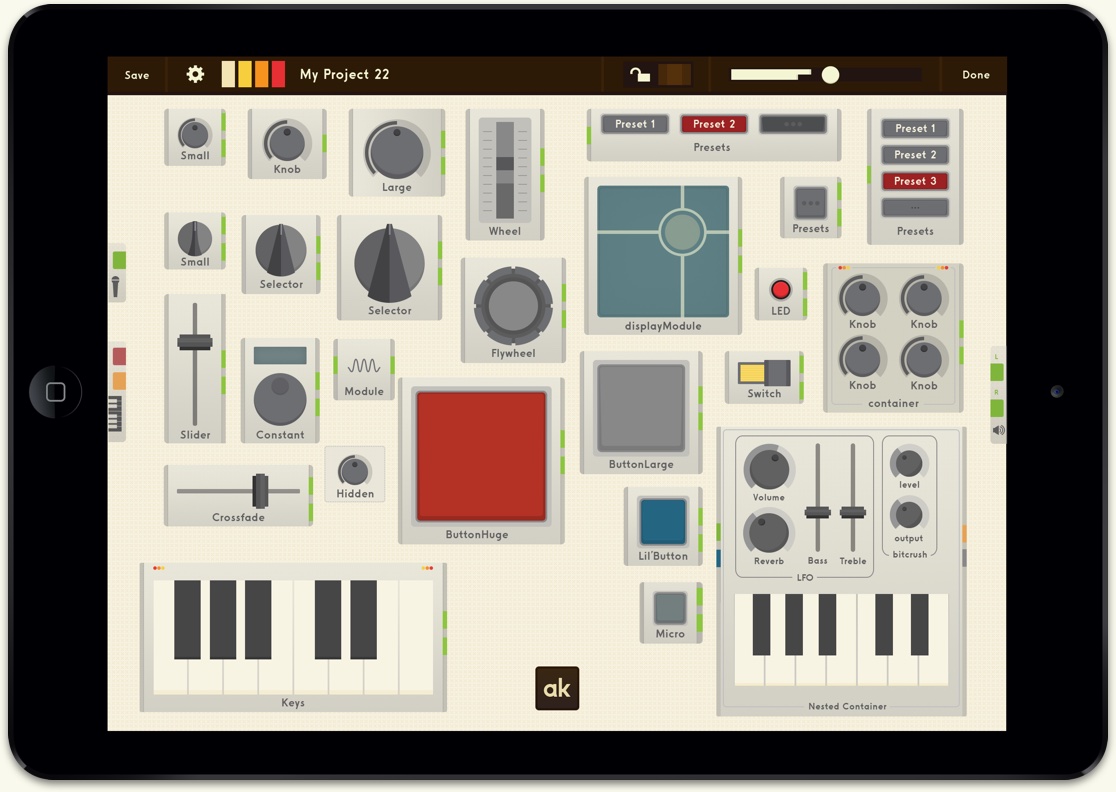 Save
My Project 22
Done
Small
Knob
Large
Wheel
Preset 1
Preset 2
Presets
Preset 1
Preset 2
Preset 3
Presets
Presets
Small
Selector
Selector
Flywheel
displayModule
LED
Knob
Knob
Knob
Knob
container
Slider
Constant
Module
ButtonHuge
ButtonLarge
Switch
Hidden
Crossfade
Lil'Button
Micro
Volume
Reverb
Bass
Treble
LFO
level
output
bitcrush
L
R
Keys
ak
Nested Container